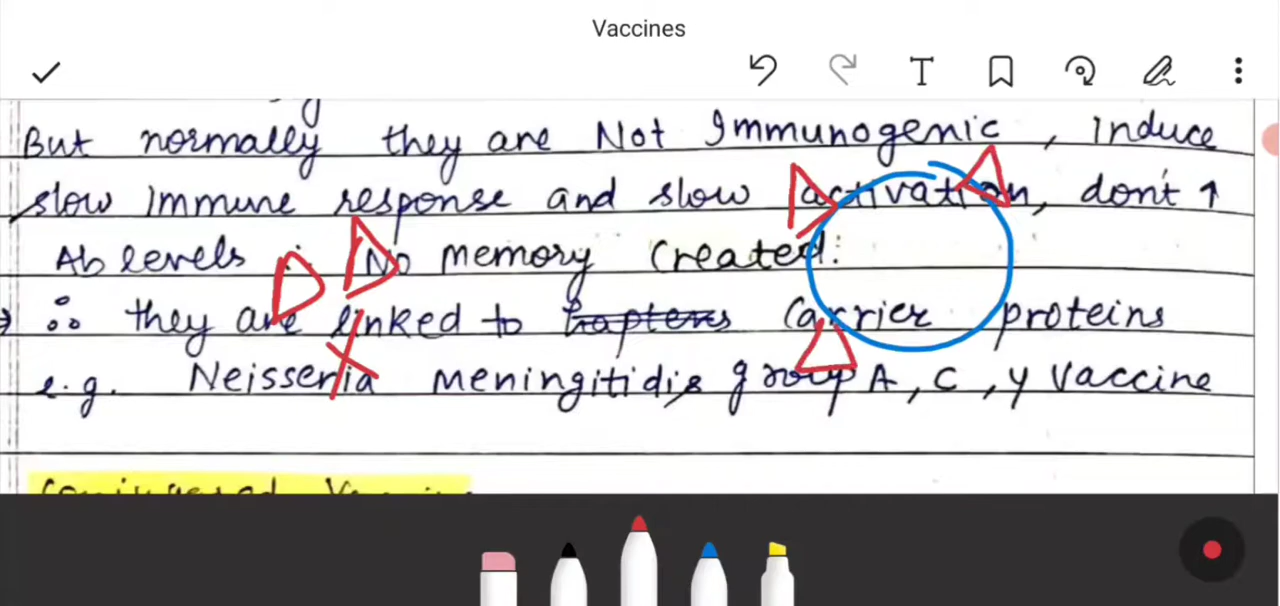 Vaccines
But normally they are Not Immunogenic, induce
slow Immune response and slow activation, don't ↑
Ab levels ∴ No memory created:
∴ they are linked to hapteres carrier proteins
e.g. Neisseria meningitidis group A, C, Y vaccine